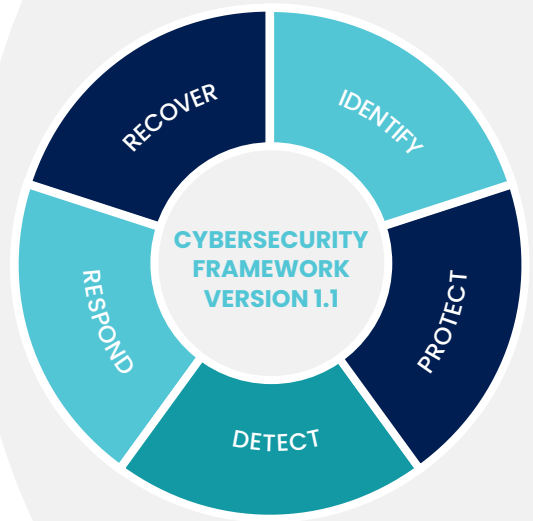 RECOVER
IDENTIFY
CYBERSECURITY
FRAMEWORK
VERSION 1.1
RESPOND
PROTECT
DETECT